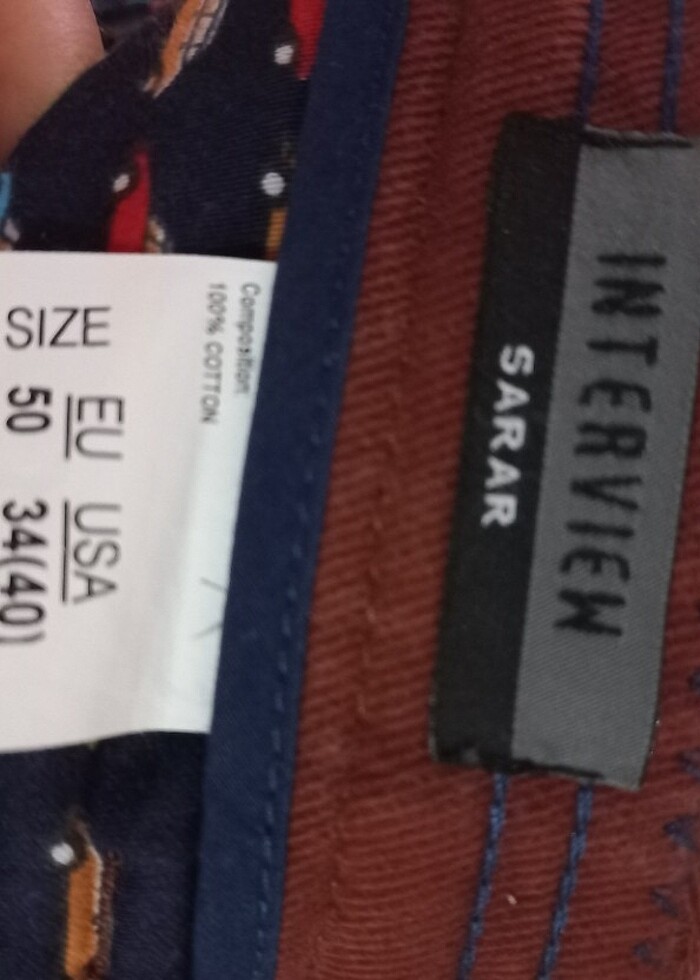 INTERVIEW
SARAR
Composition
100% COTTON
EU USA
SIZE 50 34(40)